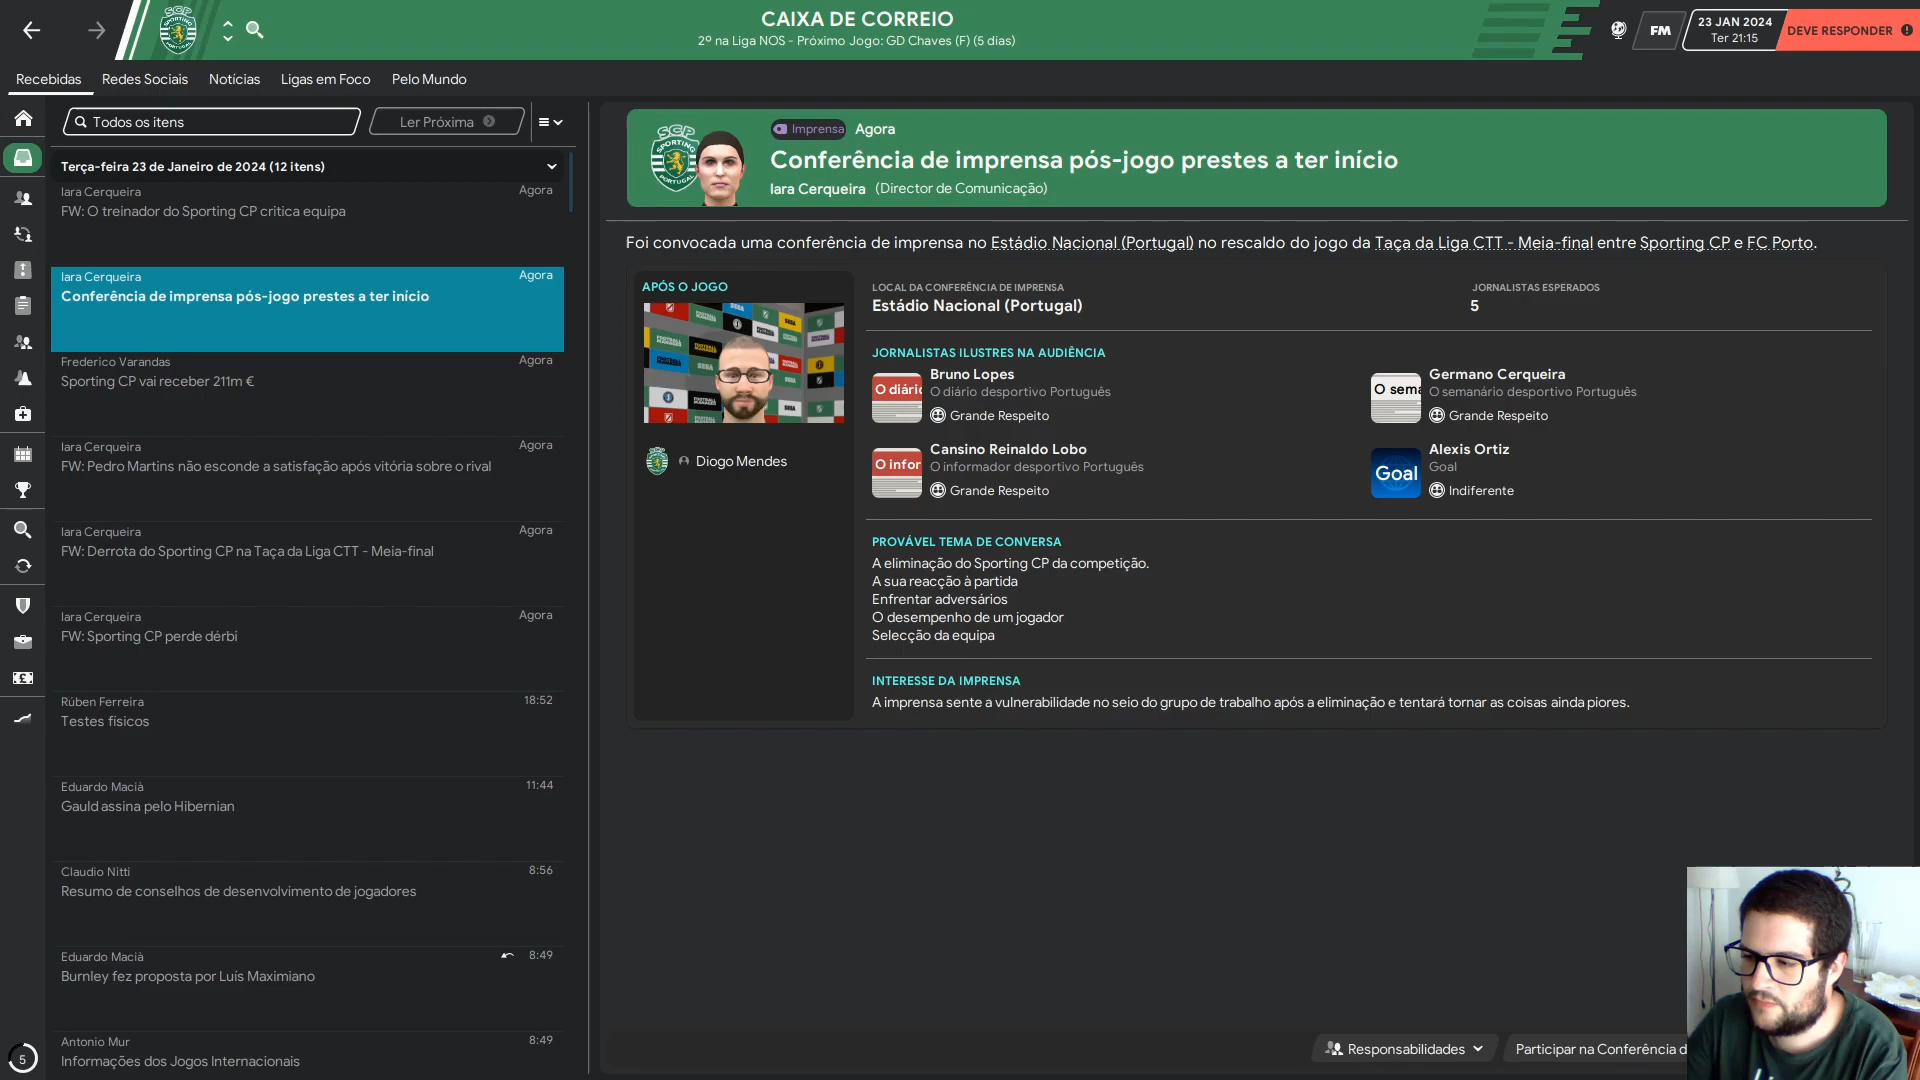 CAIXA DE CORREIO
2º na Liga NOS - Próximo Jogo: GD Chaves (F) (5 dias)
FM
23 JAN 2024
Ter 21:15
DEVE RESPONDER
Recebidas
Redes Sociais
Notícias
Ligas em Foco
Pelo Mundo
Todos os itens
Ler Próxima
Terça-feira 23 de Janeiro de 2024 (12 itens)
Iara Cerqueira
Agora
FW: O treinador do Sporting CP critica equipa
Iara Cerqueira
Agora
Conferência de imprensa pós-jogo prestes a ter início
Frederico Varandas
Agora
Sporting CP vai receber 211m €
Iara Cerqueira
Agora
FW: Pedro Martins não esconde a satisfação após vitória sobre o rival
Iara Cerqueira
Agora
FW: Derrota do Sporting CP na Taça da Liga CTT - Meia-final
Iara Cerqueira
Agora
FW: Sporting CP perde dérbi
Rúben Ferreira
18:52
Testes físicos
Eduardo Macià
11:44
Gauld assina pelo Hibernian
Claudio Nitti
8:56
Resumo de conselhos de desenvolvimento de jogadores
Eduardo Macià
8:49
Burnley fez proposta por Luís Maximiano
Antonio Mur
8:49
Informações dos Jogos Internacionais
5
Imprensa
Agora
Conferência de imprensa pós-jogo prestes a ter início
Iara Cerqueira (Director de Comunicação)
Foi convocada uma conferência de imprensa no Estádio Nacional (Portugal) no rescaldo do jogo da Taça da Liga CTT - Meia-final entre Sporting CP e FC Porto.
APÓS O JOGO
Diogo Mendes
LOCAL DA CONFERÊNCIA DE IMPRENSA
Estádio Nacional (Portugal)
JORNALISTAS ESPERADOS
5
JORNALISTAS ILUSTRES NA AUDIÊNCIA
O diáric
Bruno Lopes
O diário desportivo Português
Grande Respeito
O sema
Germano Cerqueira
O semanário desportivo Português
Grande Respeito
O infor
Cansino Reinaldo Lobo
O informador desportivo Português
Grande Respeito
Goal
Alexis Ortiz
Goal
Indiferente
PROVÁVEL TEMA DE CONVERSA
A eliminação do Sporting CP da competição.
A sua reacção à partida
Enfrentar adversários
O desempenho de um jogador
Selecção da equipa
INTERESSE DA IMPRENSA
A imprensa sente a vulnerabilidade no seio do grupo de trabalho após a eliminação e tentará tornar as coisas ainda piores.
Responsabilidades
Participar na Conferência d